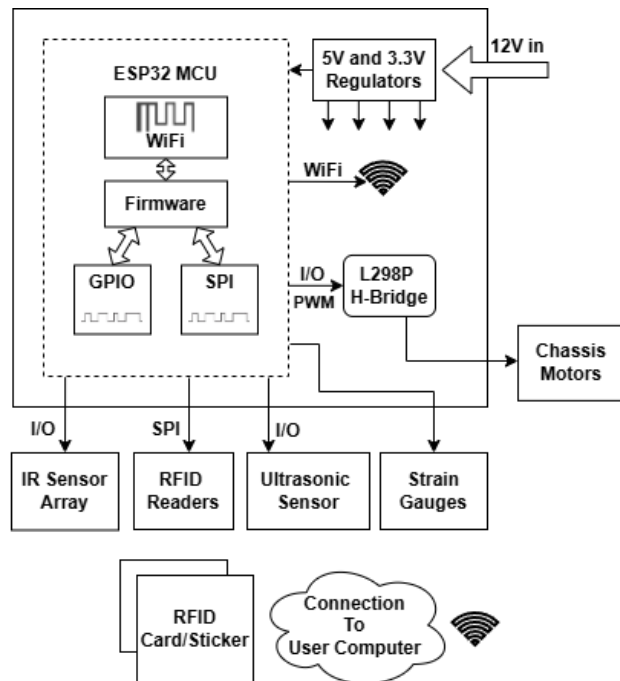 12V in
5V and 3.3V
Regulators
ESP32 MCU
WiFi
Firmware
GPIO
SPI
WiFi
I/O
PWM
L298P
H-Bridge
Chassis
Motors
I/O
SPI
I/O
IR Sensor
Array
RFID
Readers
Ultrasonic
Sensor
Strain
Gauges
RFID
Card/Sticker
Connection
To
User Computer